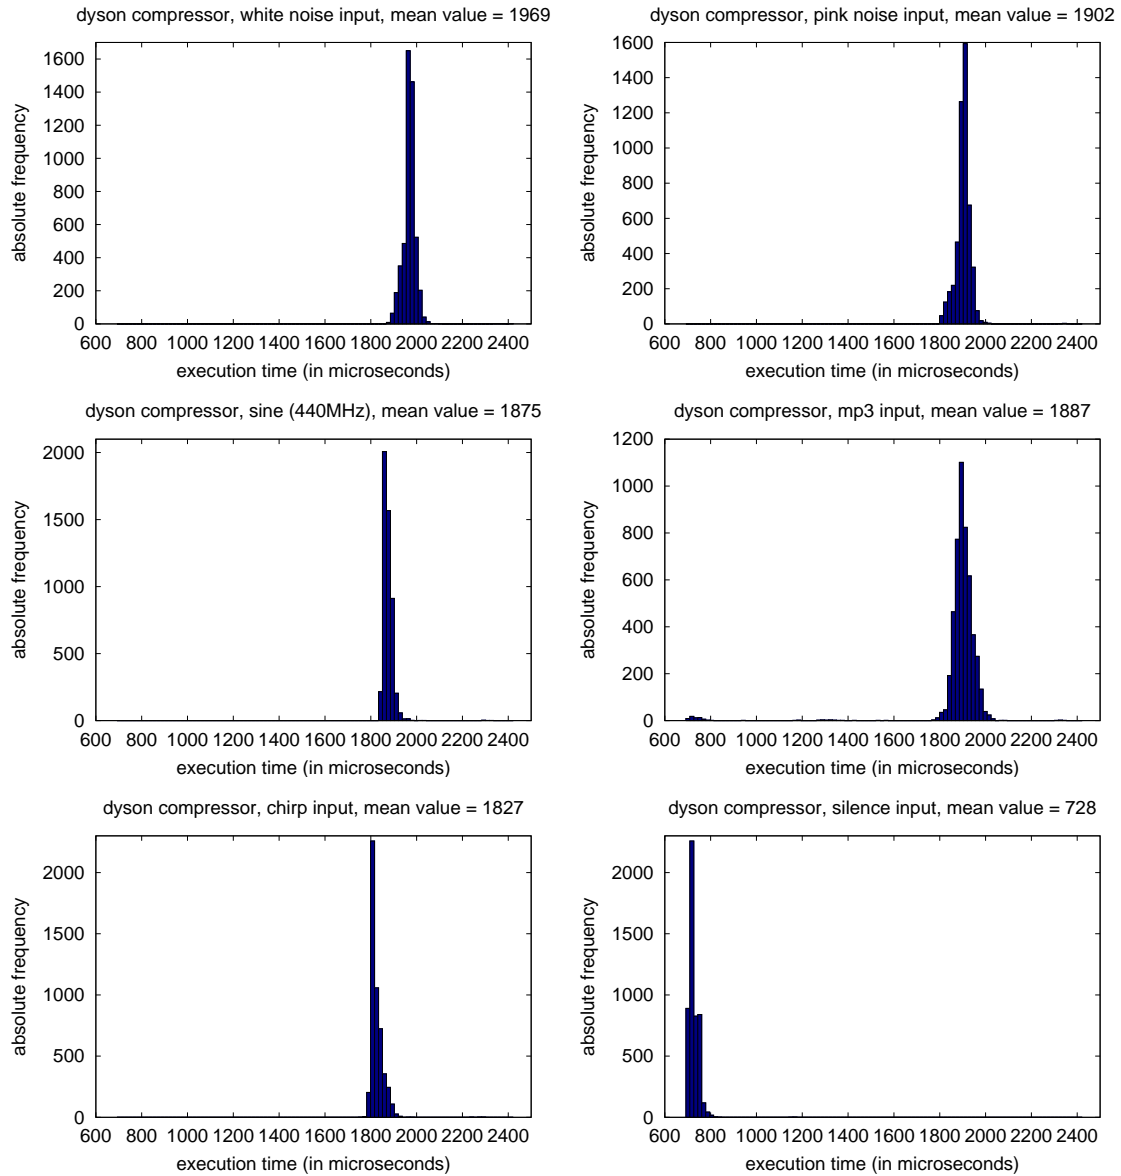 dyson compressor, white noise input, mean value = 1969
1600
1400
1200
1000
800
600
400
200
0
absolute frequency
600 800 1000 1200 1400 1600 1800 2000 2200 2400
execution time (in microseconds)
dyson compressor, pink noise input, mean value = 1902
1600
1400
1200
1000
800
600
400
200
0
absolute frequency
600 800 1000 1200 1400 1600 1800 2000 2200 2400
execution time (in microseconds)
dyson compressor, sine (440MHz), mean value = 1875
2000
1500
1000
500
0
absolute frequency
600 800 1000 1200 1400 1600 1800 2000 2200 2400
execution time (in microseconds)
dyson compressor, mp3 input, mean value = 1887
1200
1000
800
600
400
200
0
absolute frequency
600 800 1000 1200 1400 1600 1800 2000 2200 2400
execution time (in microseconds)
dyson compressor, chirp input, mean value = 1827
2000
1500
1000
500
0
absolute frequency
600 800 1000 1200 1400 1600 1800 2000 2200 2400
execution time (in microseconds)
dyson compressor, silence input, mean value = 728
2000
1500
1000
500
0
absolute frequency
600 800 1000 1200 1400 1600 1800 2000 2200 2400
execution time (in microseconds)